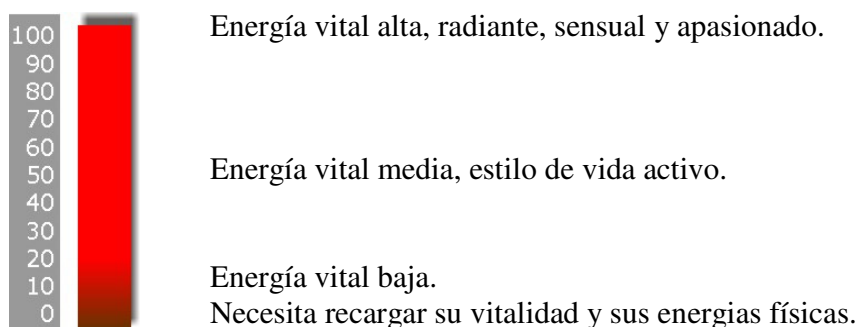 100
Energía vital alta, radiante, sensual y apasionado.
90
80
70
60
50
Energía vital media, estilo de vida activo.
40
30
20
10
Energía vital baja.
0
Necesita recargar su vitalidad y sus energias físicas.